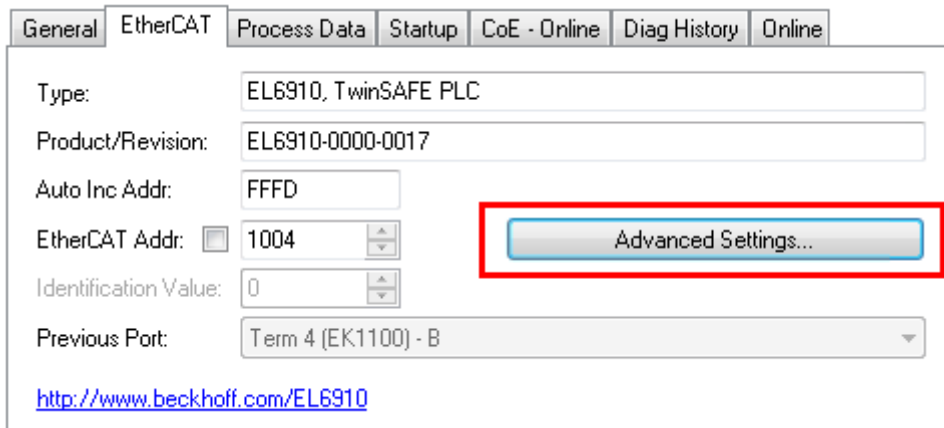 General EtherCAT Process Data Startup CoE - Online Diag History Online
Type: EL6910, TwinSAFE PLC
Product/Revision: EL6910-0000-0017
Auto Inc Addr: FFFD
EtherCAT Addr: 1004 Advanced Settings...
Identification Value: 0
Previous Port: Term 4 (EK1100) - B
http://www.beckhoff.com/EL6910